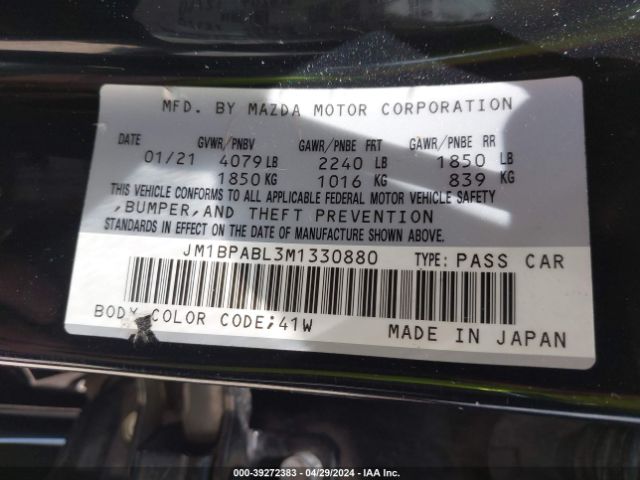 MFD. BY MAZDA MOTOR CORPORATION
DATE GVWR/PNBV GAWR/PNBE FRT GAWR/PNBE RR
01/21 4079 LB 2240 LB 1850 LB
1850 KG 1016 KG 839 KG
THIS VEHICLE CONFORMS TO ALL APPLICABLE FEDERAL MOTOR VEHICLE SAFETY
,BUMPER,AND THEFT PREVENTION
STANDARDS IN EFFECT ON THE DATE OF MANUFACTURE SHOWN ABOVE.
JM1BPABL3M1330880 TYPE: PASS CAR
BODY COLOR CODE;41W MADE IN JAPAN
000-39272383 - 04/29/2024 - IAA Inc.